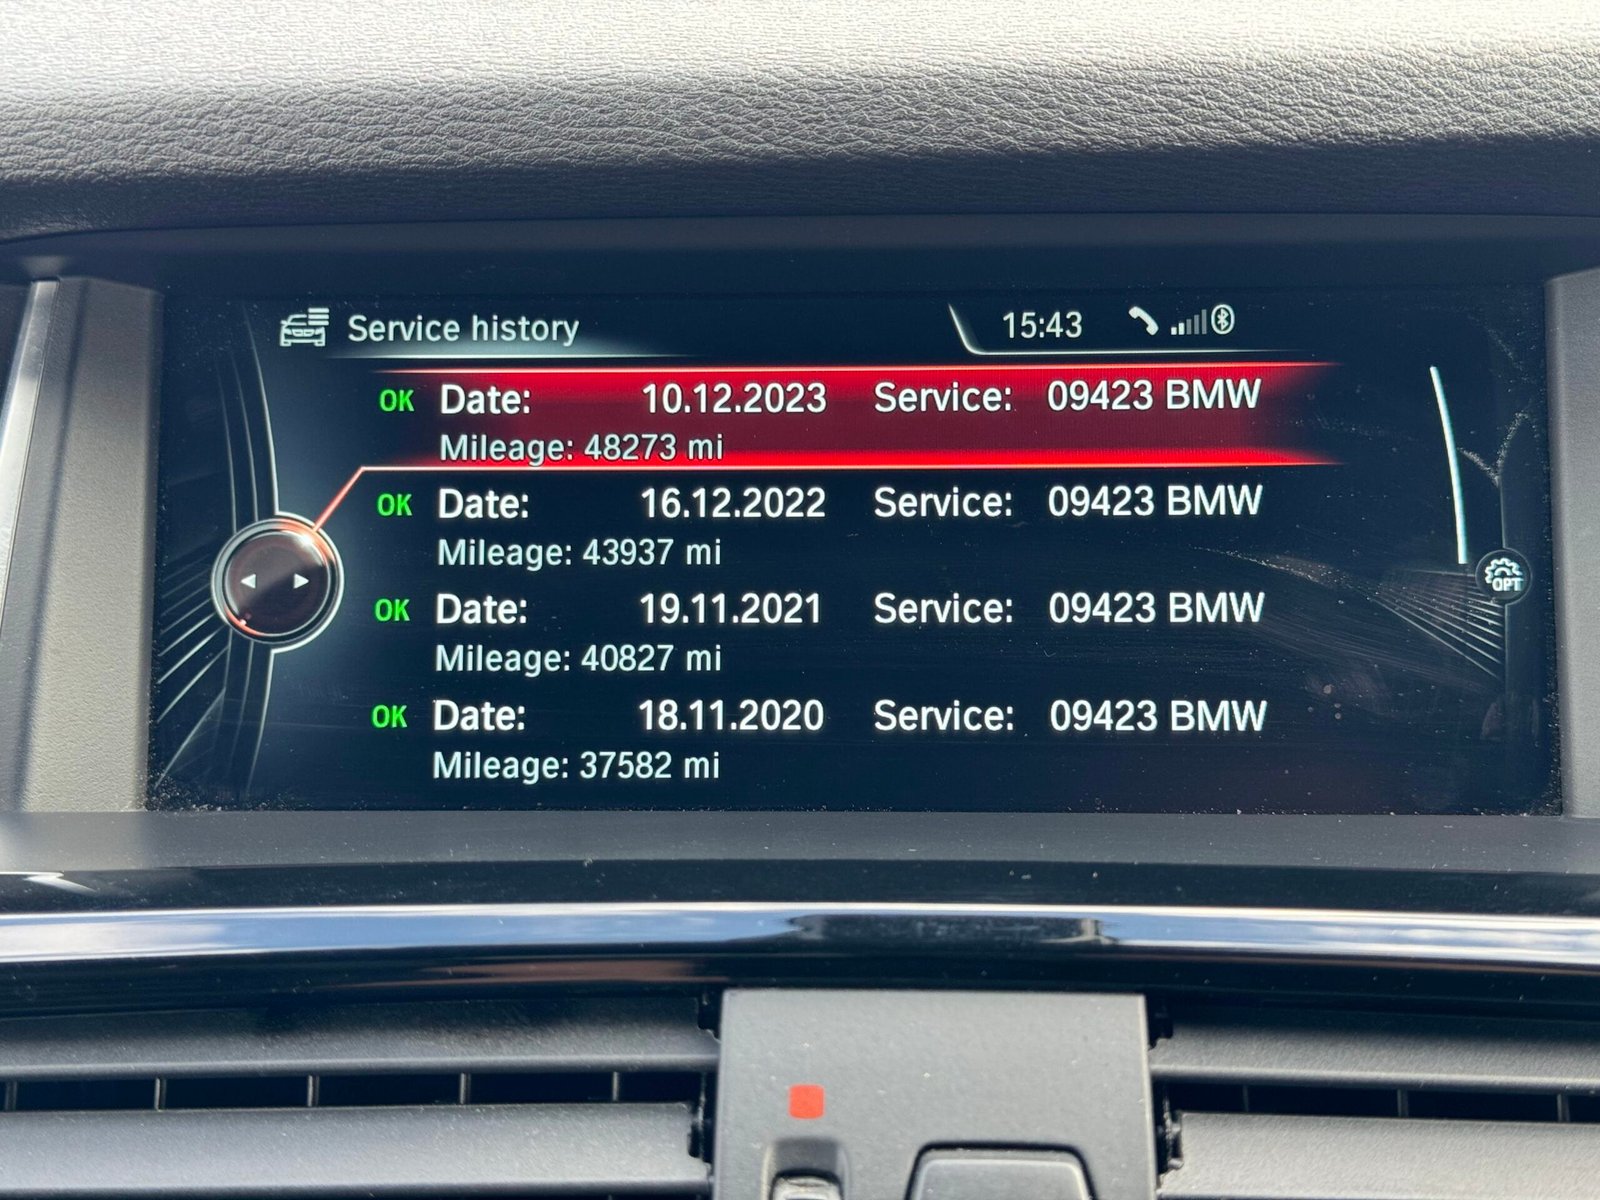 Service history 15:43
OK Date: 10.12.2023 Service: 09423 BMW
Mileage: 48273 mi
OK Date: 16.12.2022 Service: 09423 BMW
Mileage: 43937 mi
OK Date: 19.11.2021 Service: 09423 BMW
Mileage: 40827 mi
OPT
OK Date: 18.11.2020 Service: 09423 BMW
Mileage: 37582 mi